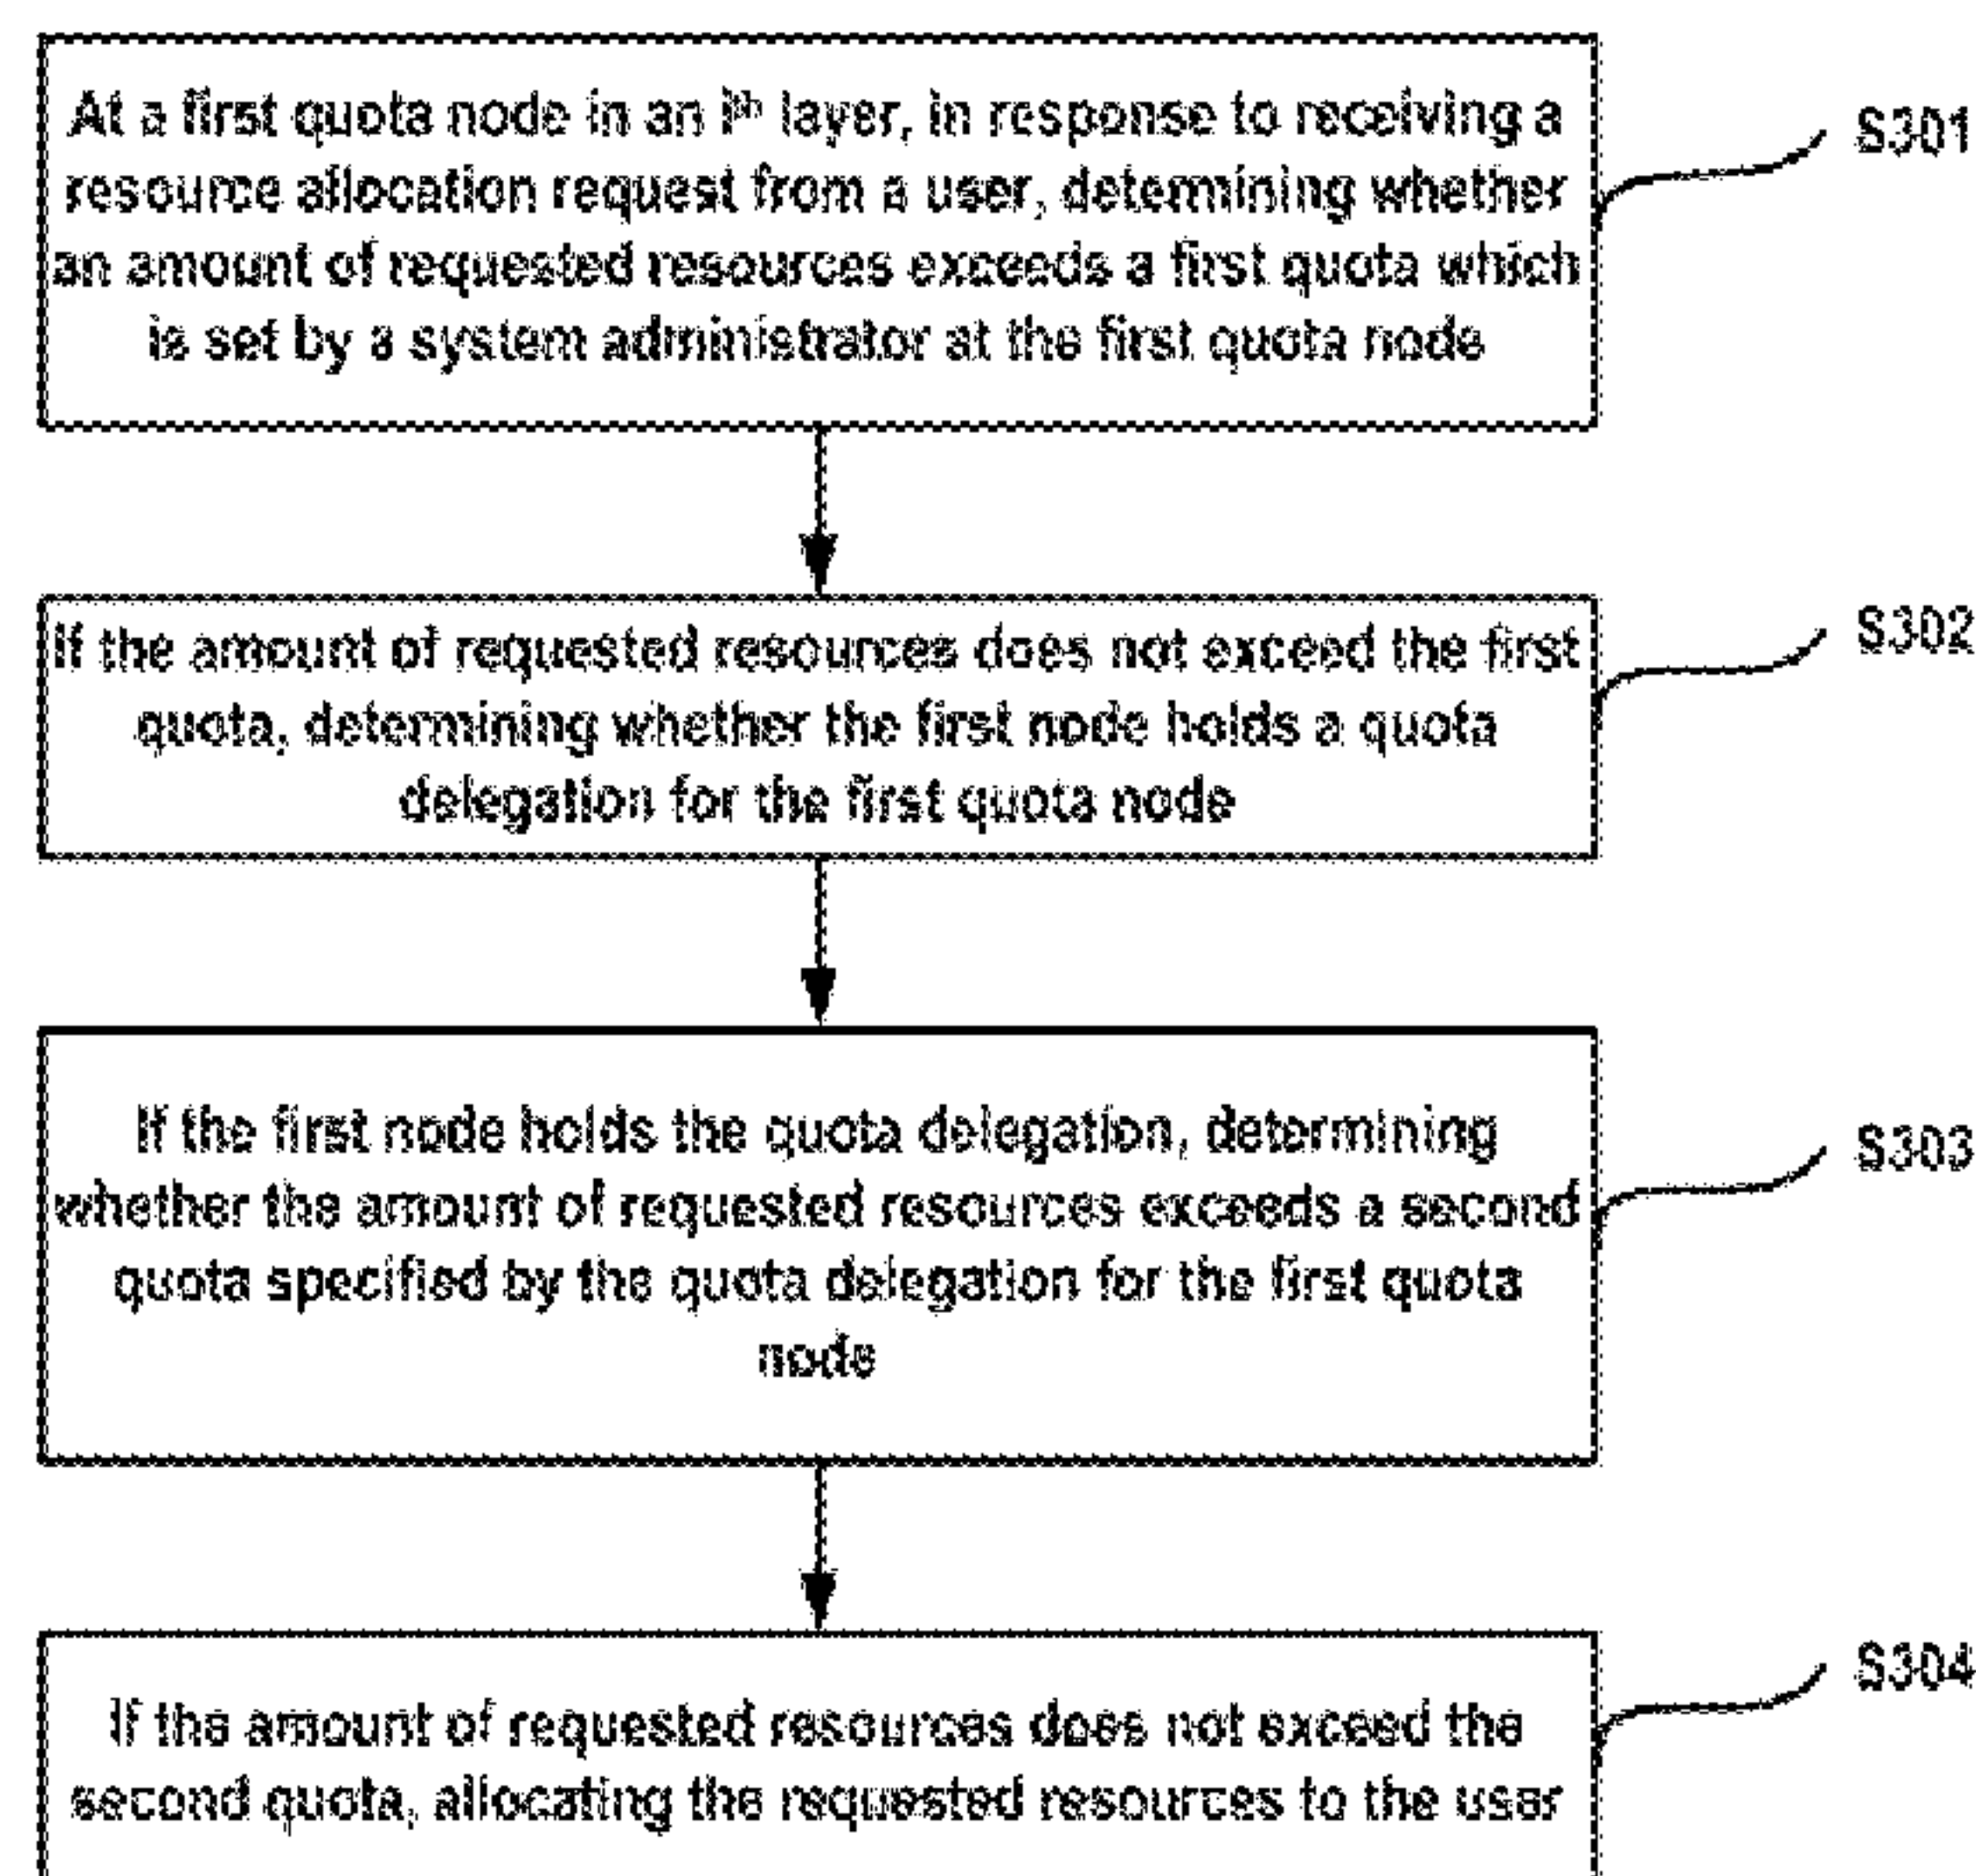 At a first quota node in an ith layer, in response to receiving a
S301
resource allocation request from a user, determining whether
an amount of requested resources exceeds a first quota which
is set by a system administrator at the first quota node
If the amount of requested resources does not exceed the first
S302
quota, determining whether the first node holds a quota
delegation for the first quota node
If the first node holds the quota delegation, determining
S303
whether the amount of requested resources exceeds a second
quota specified by the quota delegation for the first quota
node
S304
If the amount of requested resources does not exceed the
second quota, allocating the requested resources to the user